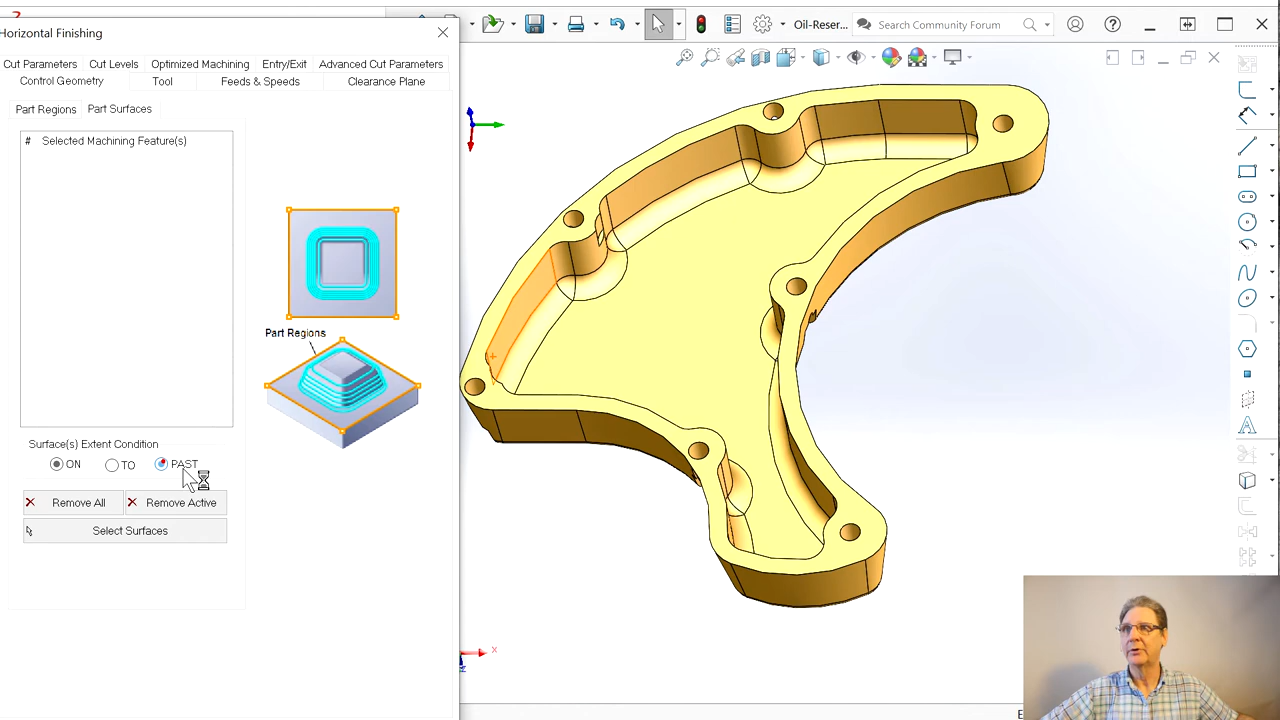 Oil-Reser...
Search Community Forum
Horizontal Finishing
Cut Parameters Cut Levels Optimized Machining Entry/Exit Advanced Cut Parameters
Control Geometry Tool Feeds & Speeds Clearance Plane
Part Regions Part Surfaces
# Selected Machining Feature(s)
Part Regions
Surface(s) Extent Condition
ON TO PAST
Remove All Remove Active
Select Surfaces
x